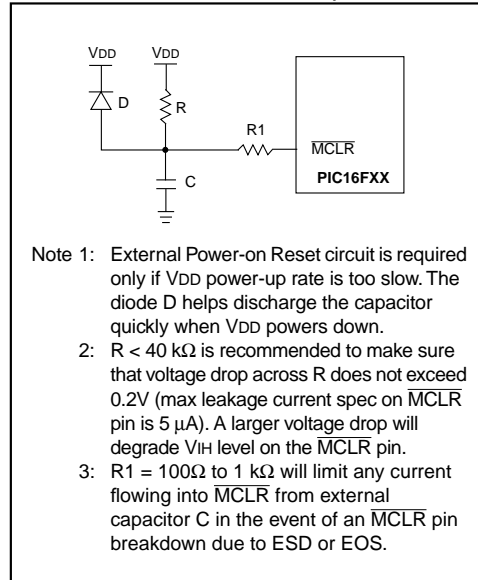 VDD VDD
D
R
R1
MCLR
C
PIC16FXX
Note 1: External Power-on Reset circuit is required
only if VDD power-up rate is too slow. The
diode D helps discharge the capacitor
quickly when VDD powers down.
2: R < 40 kΩ is recommended to make sure
that voltage drop across R does not exceed
0.2V (max leakage current spec on MCLR
pin is 5 μA). A larger voltage drop will
degrade VIH level on the MCLR pin.
3: R1 = 100Ω to 1 kΩ will limit any current
flowing into MCLR from external
capacitor C in the event of an MCLR pin
breakdown due to ESD or EOS.